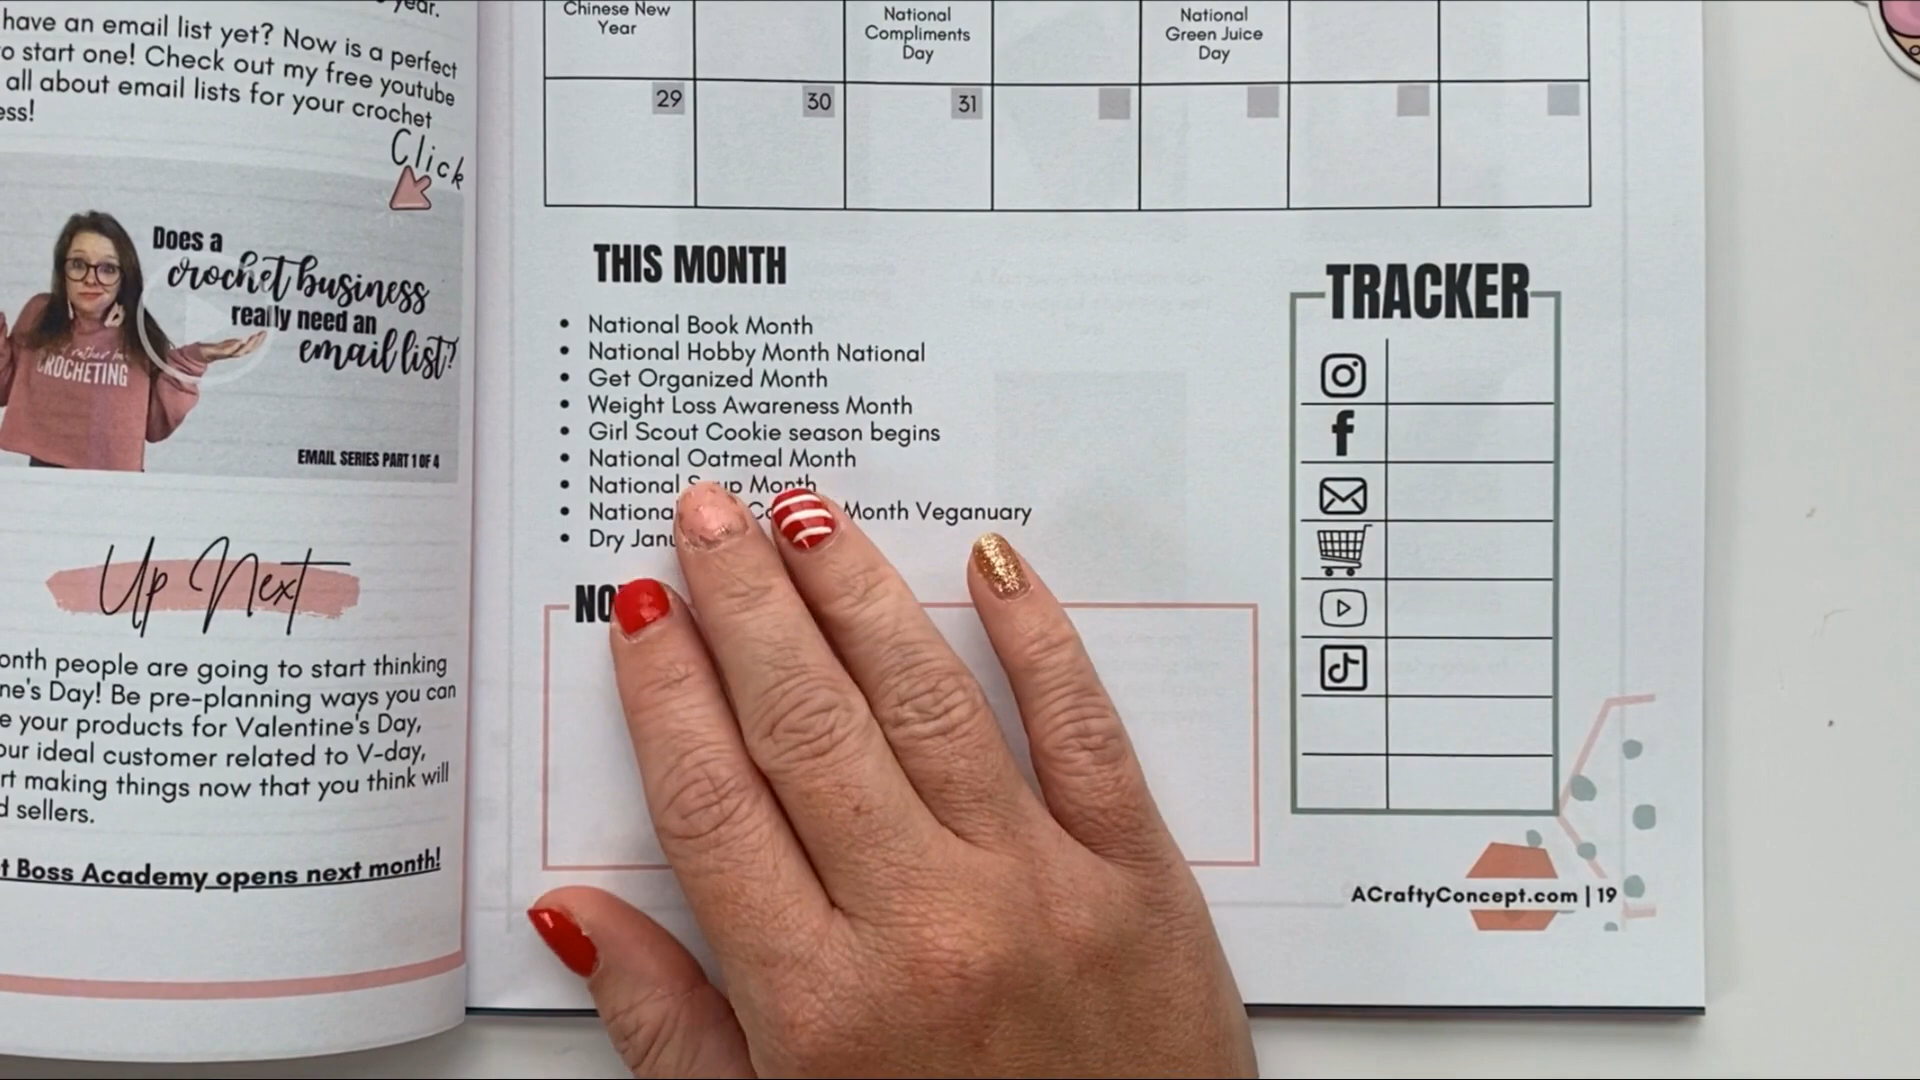 year.
have an email list yet? Now is a perfect
o start one! Check out my free youtube
all about email lists for your crochet
ess!
Click
Does a
crochet business
really need an
email list?
CROCHETING
EMAIL SERIES PART 1 OF 4
Up Next
onth people are going to start thinking
ne's Day! Be pre-planning ways you can
e your products for Valentine's Day,
our ideal customer related to V-day,
rt making things now that you think will
d sellers.
t Boss Academy opens next month!
Chinese New
Year
National
Compliments
Day
National
Green Juice
Day
29 30 31
THIS MONTH
• National Book Month
• National Hobby Month National
• Get Organized Month
• Weight Loss Awareness Month
• Girl Scout Cookie season begins
• National Oatmeal Month
• National Month
• National Month Veganuary
• Dry
TRACKER
ACraftyConcept.com | 19